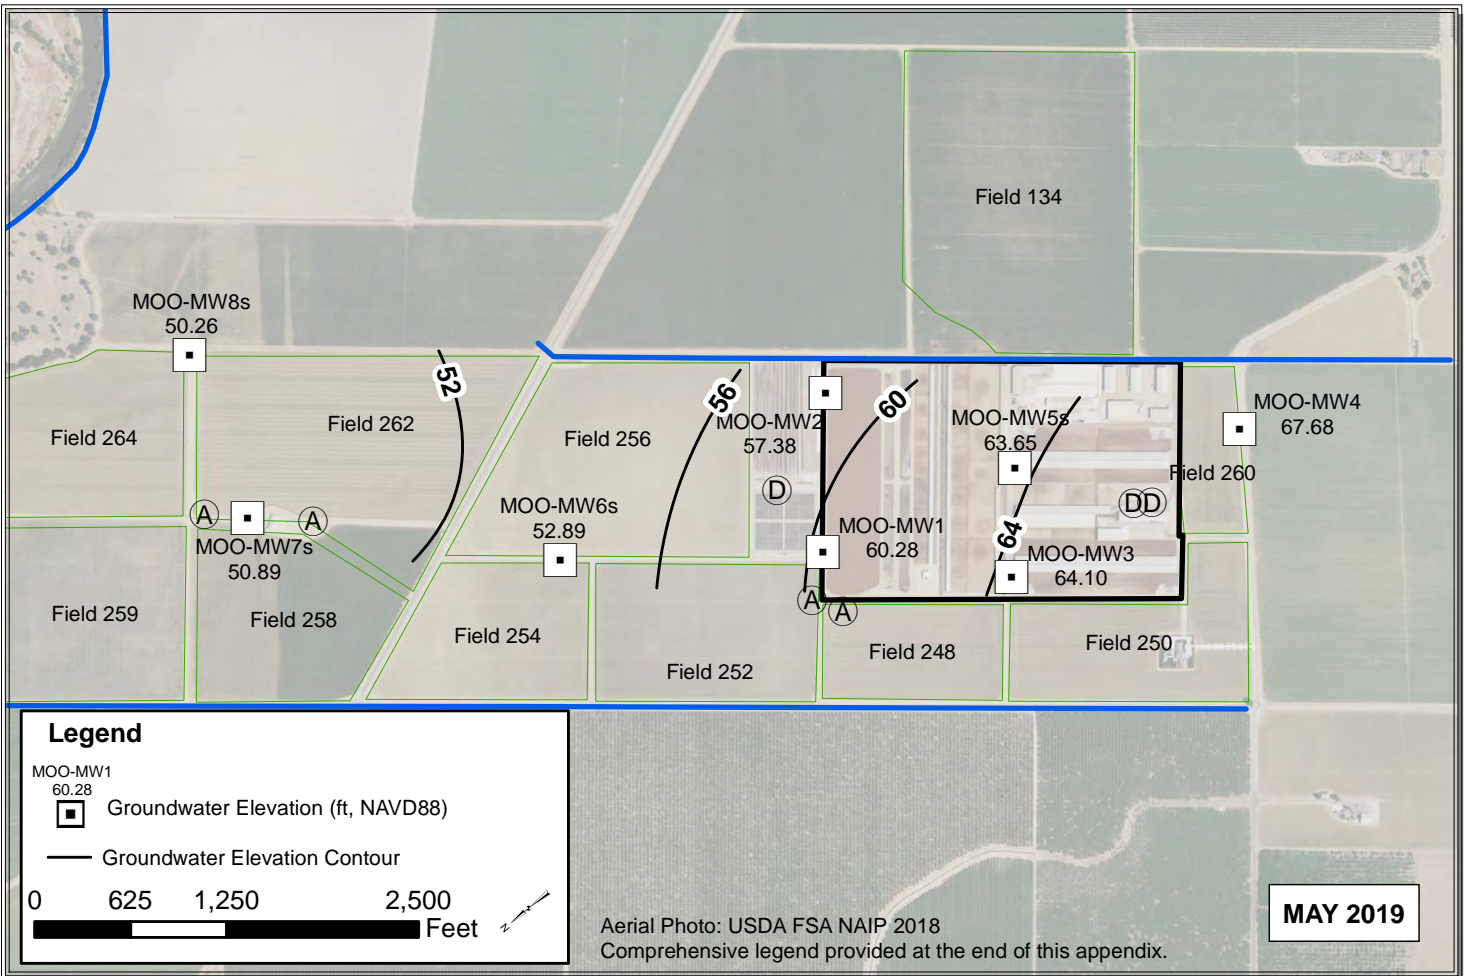 Field 134
MOO-MW8s
50.26
52
56
60
MOO-MW2
57.38
MOO-MW5s
63.65
MOO-MW4
67.68
Field 264
Field 262
Field 256
Field 260
D
DD
A
A
MOO-MW7s
50.89
MOO-MW6s
52.89
MOO-MW1
60.28
64
MOO-MW3
64.10
A
A
Field 259
Field 258
Field 254
Field 252
Field 248
Field 250
Legend
MOO-MW1
60.28
Groundwater Elevation (ft, NAVD88)
Groundwater Elevation Contour
0 625 1,250 2,500
Feet
N
Aerial Photo: USDA FSA NAIP 2018
Comprehensive legend provided at the end of this appendix.
MAY 2019